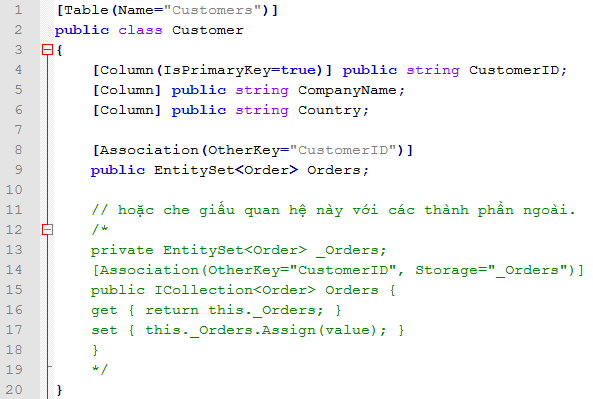 1 [Table(Name="Customers")]
2 public class Customer
3 {
4 [Column(IsPrimaryKey=true)] public string CustomerID;
5 [Column] public string CompanyName;
6 [Column] public string Country;
7
8 [Association(OtherKey="CustomerID")]
9 public EntitySet<Order> Orders;
10
11 // hoặc che giấu quan hệ này với các thành phần ngoài.
12 /*
13 private EntitySet<Order> _Orders;
14 [Association(OtherKey="CustomerID", Storage="_Orders")]
15 public ICollection<Order> Orders {
16 get { return this._Orders; }
17 set { this._Orders.Assign(value); }
18 }
19 */
20 }